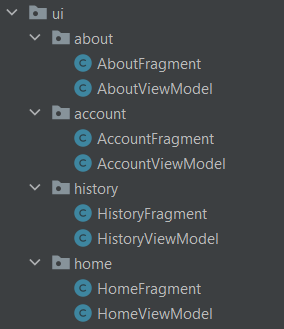 ui
about
AboutFragment
AboutViewModel
account
AccountFragment
AccountViewModel
history
HistoryFragment
HistoryViewModel
home
HomeFragment
HomeViewModel